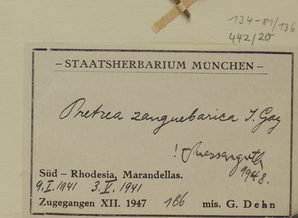 134-81/136
442/20
- STAATSHERBARIUM MÜNCHEN -
Pretrea zanguebarica J. Gay
! Suessenguth
1948.
Süd - Rhodesia, Marandellas.
9.I.1941 3.V.1941
Zugegangen XII. 1947 186 mis. G. Dehn